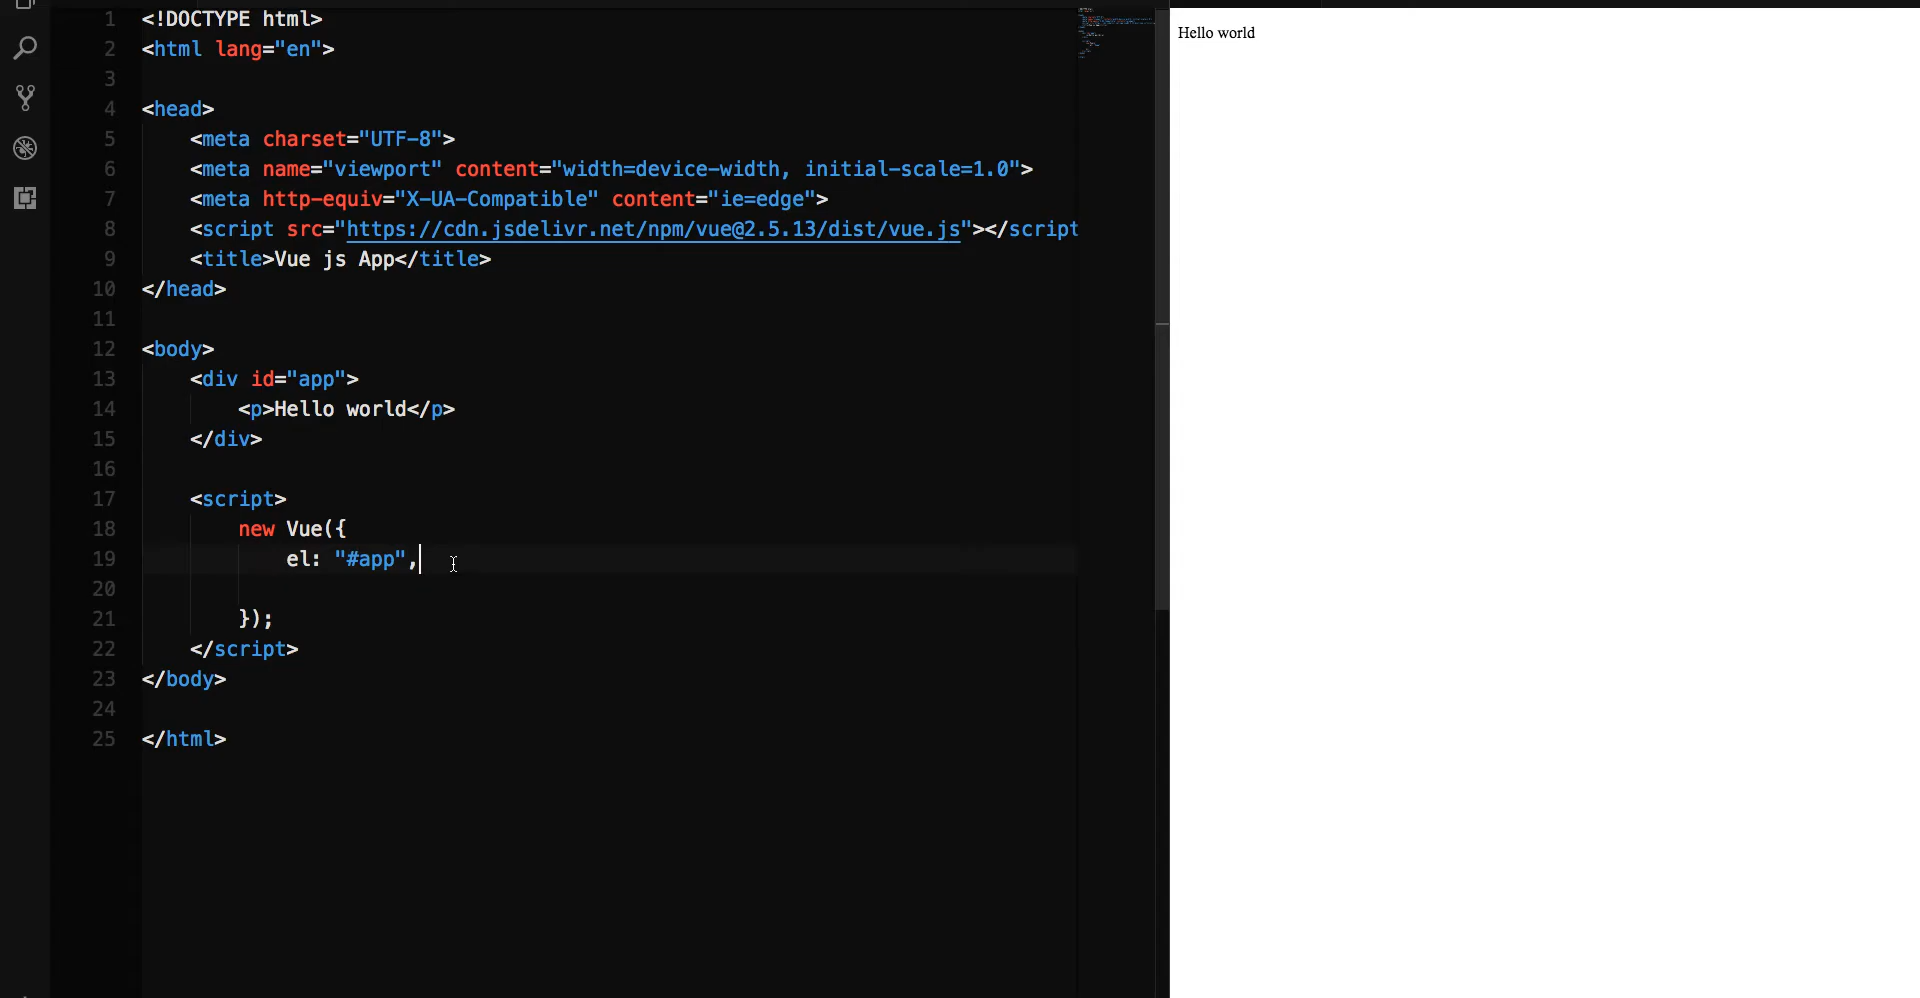 1 <!DOCTYPE html>
2 <html lang="en">
3
4 <head>
5 <meta charset="UTF-8">
6 <meta name="viewport" content="width=device-width, initial-scale=1.0">
7 <meta http-equiv="X-UA-Compatible" content="ie=edge">
8 <script src="https://cdn.jsdelivr.net/npm/vue@2.5.13/dist/vue.js"></script
9 <title>Vue js App</title>
10 </head>
11
12 <body>
13 <div id="app">
14 <p>Hello world</p>
15 </div>
16
17 <script>
18 new Vue({
19 el: "#app",
20
21 });
22 </script>
23 </body>
24
25 </html>
Hello world